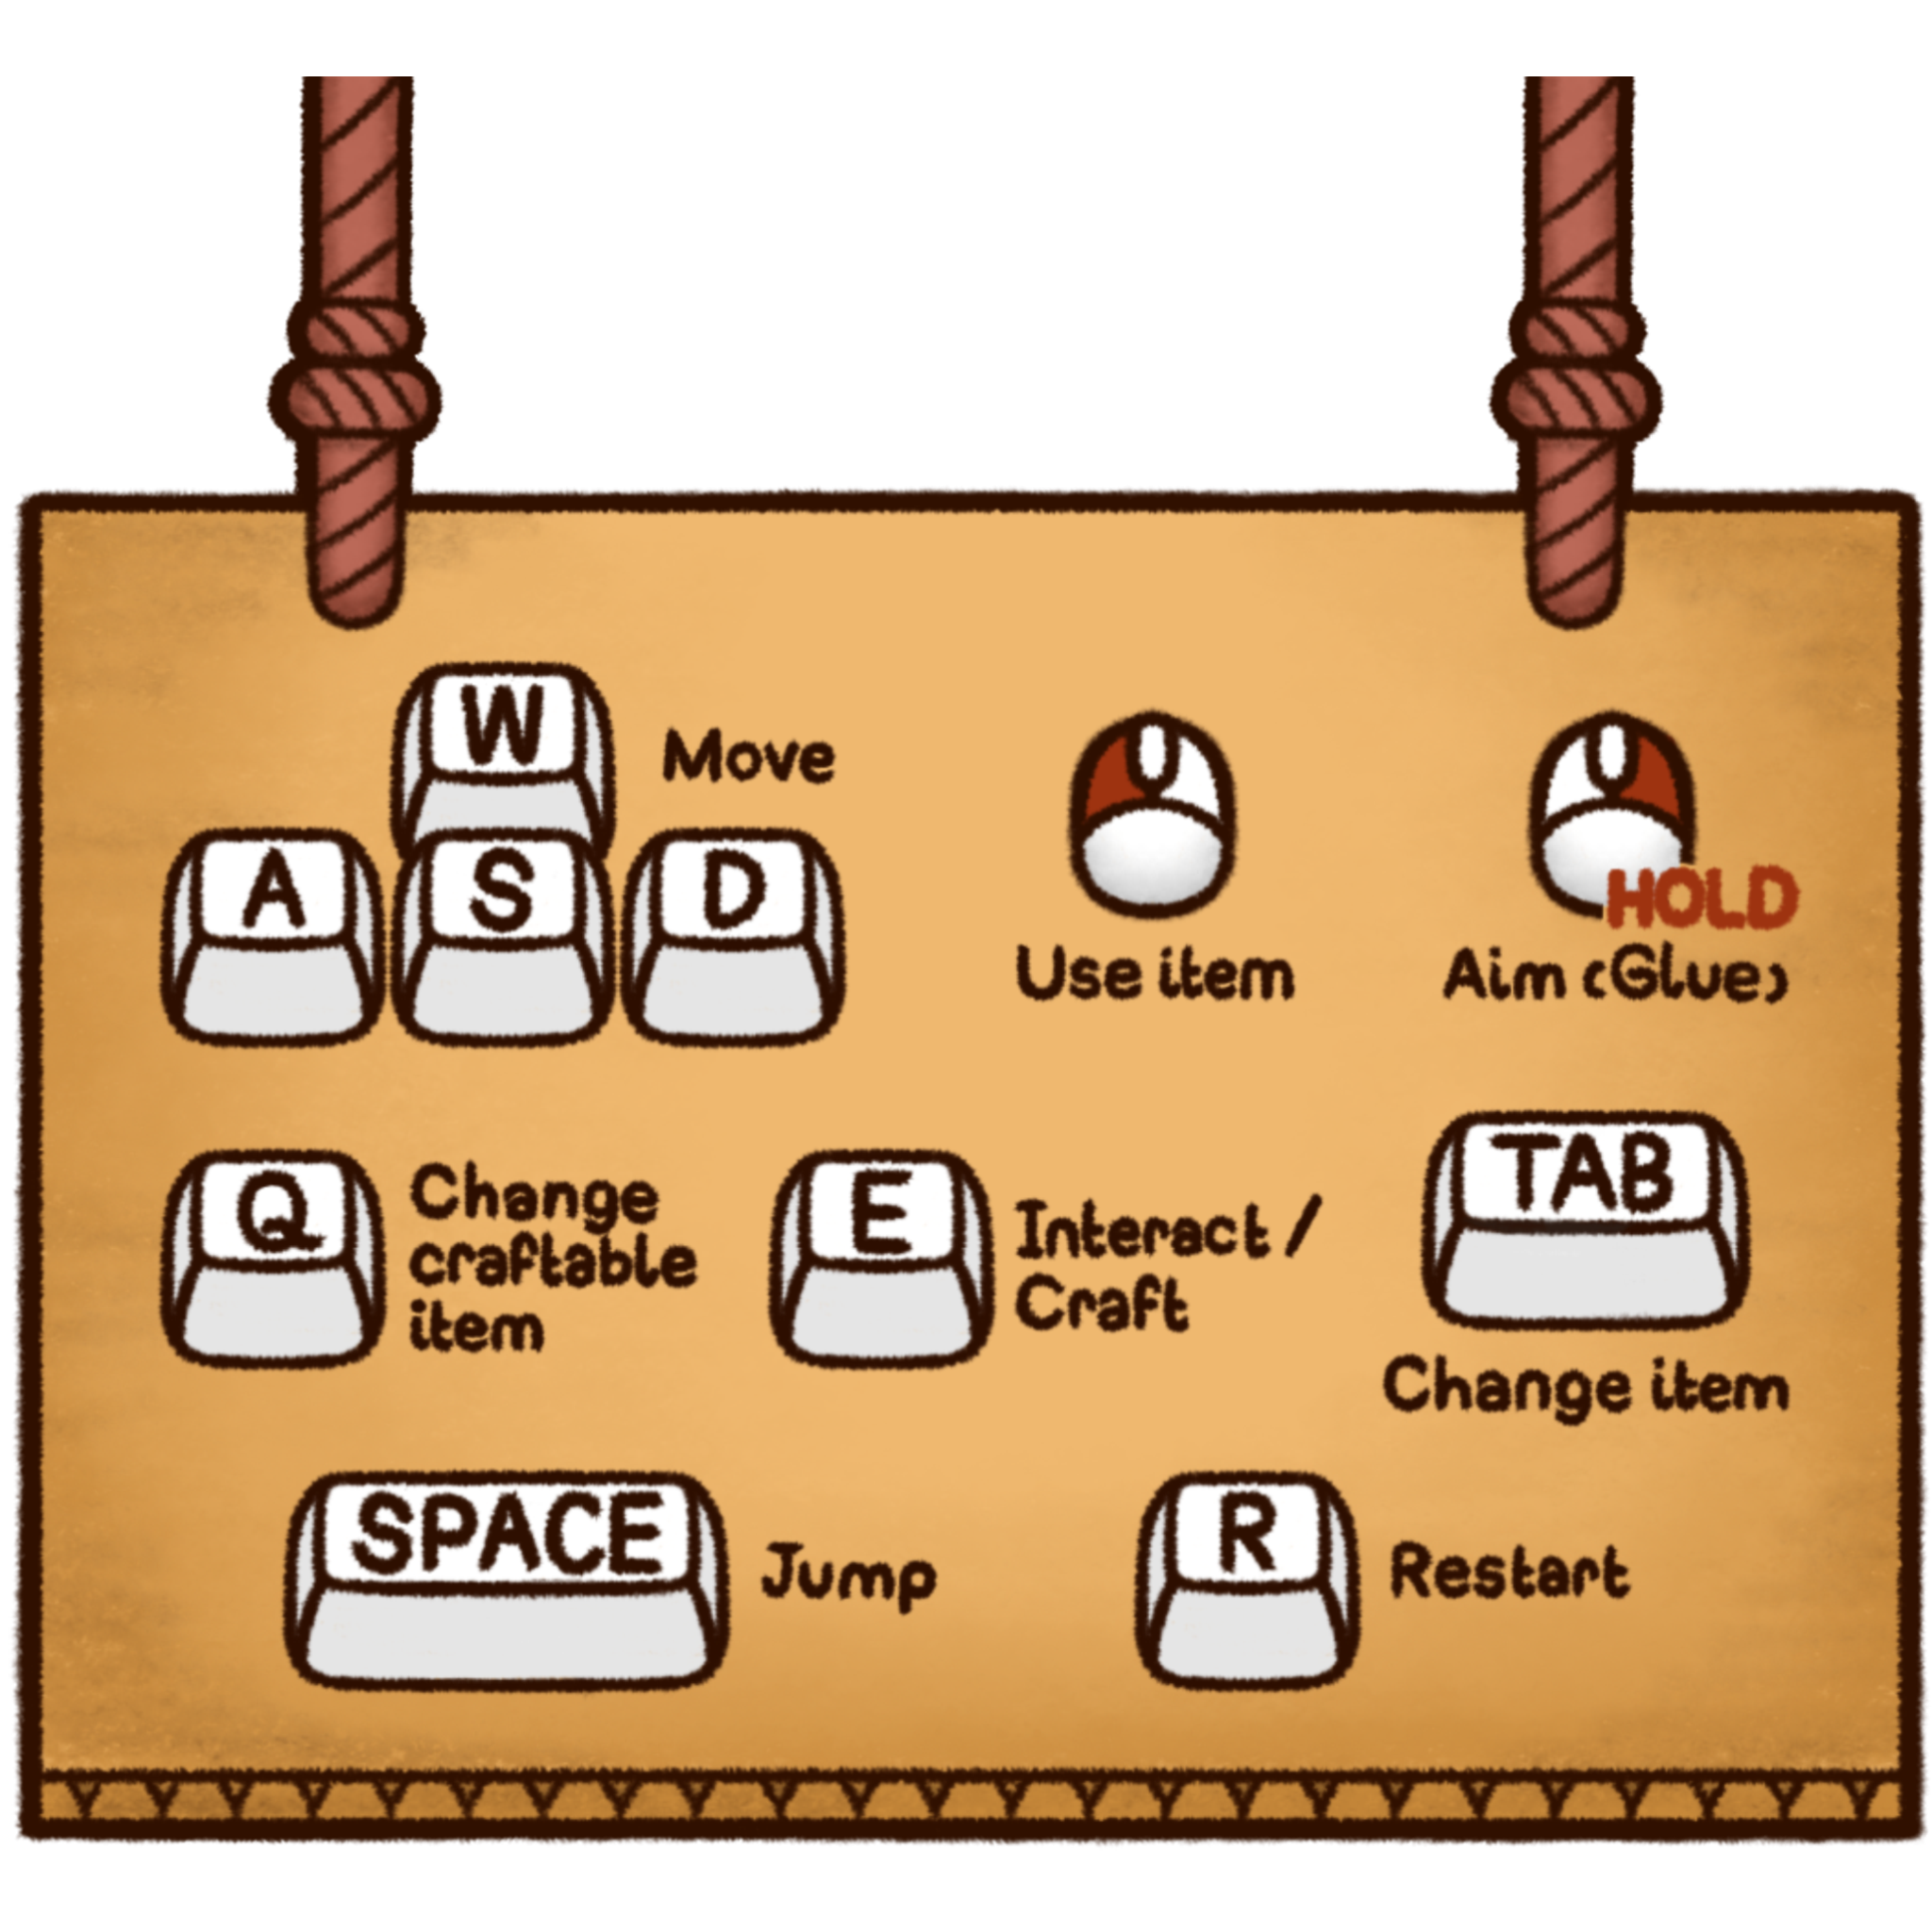 W
Move
A S D
HOLD
Use item
Aim (Glue)
Q
Change
craftable
item
E
Interact /
Craft
TAB
Change item
SPACE
Jump
R
Restart